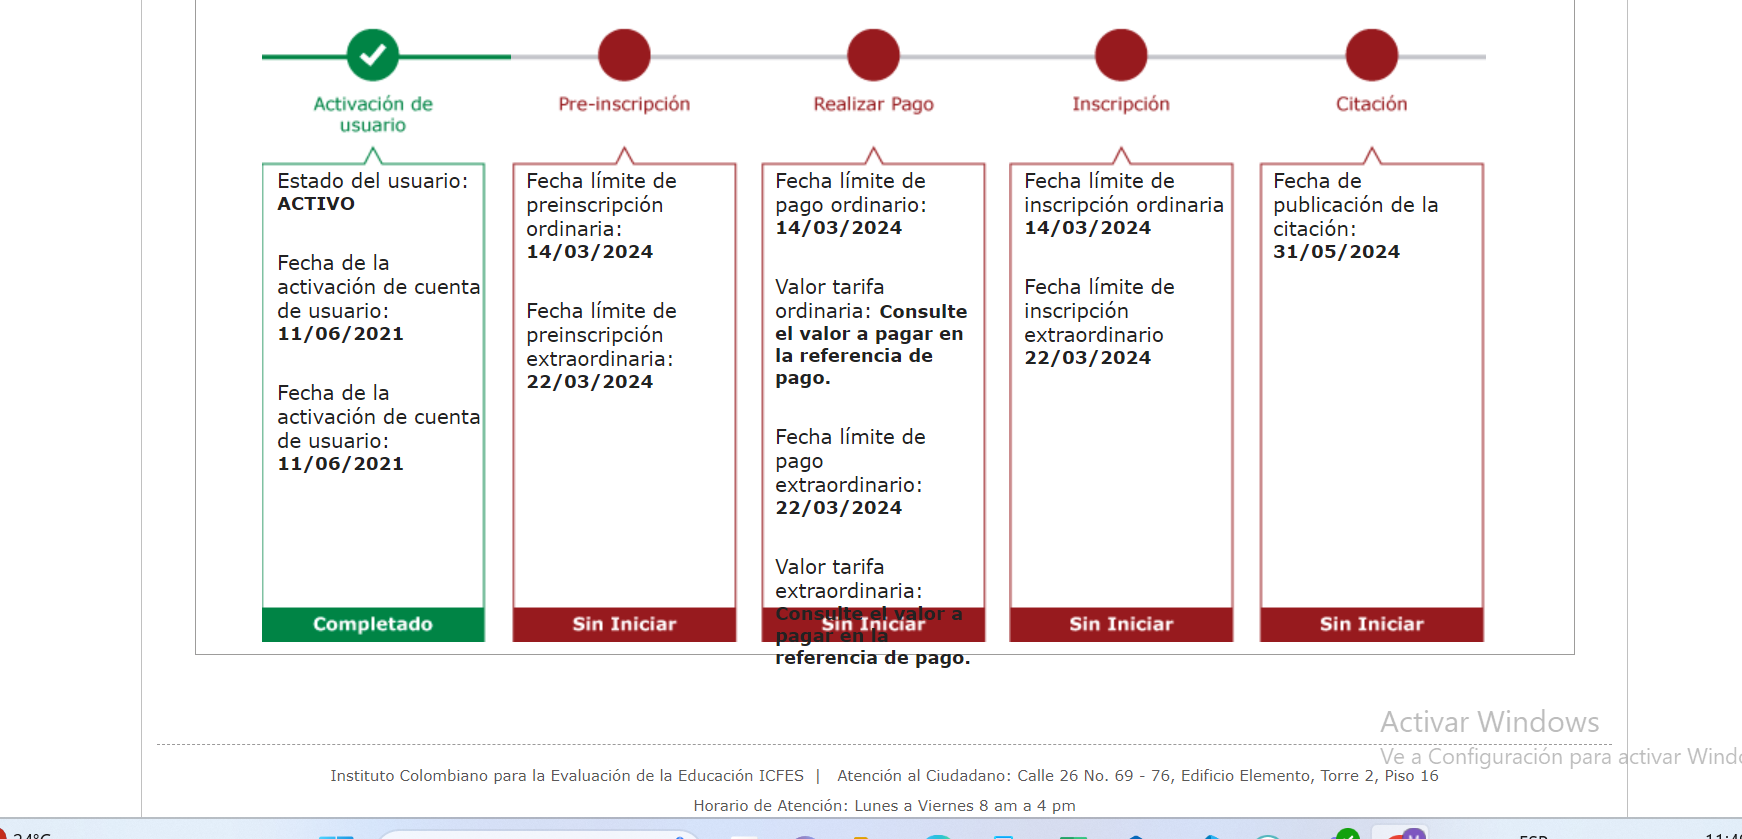 Activación de
usuario
Pre-inscripción
Realizar Pago
Inscripción
Citación
Estado del usuario:
ACTIVO
Fecha de la
activación de cuenta
de usuario:
11/06/2021
Fecha de la
activación de cuenta
de usuario:
11/06/2021
Completado
Fecha límite de
preinscripción
ordinaria:
14/03/2024
Fecha límite de
preinscripción
extraordinaria:
22/03/2024
Sin Iniciar
Fecha límite de
pago ordinario:
14/03/2024
Valor tarifa
ordinaria: Consulte
el valor a pagar en
la referencia de
pago.
Fecha límite de
pago
extraordinario:
22/03/2024
Valor tarifa
extraordinaria:
Consulte el valor a
pagar en la
referencia de pago.
Sin Iniciar
Fecha límite de
inscripción ordinaria
14/03/2024
Fecha límite de
inscripción
extraordinario
22/03/2024
Sin Iniciar
Fecha de
publicación de la
citación:
31/05/2024
Sin Iniciar
Activar Windows
Ve a Configuración para activar Windo
Instituto Colombiano para la Evaluación de la Educación ICFES | Atención al Ciudadano: Calle 26 No. 69 - 76, Edificio Elemento, Torre 2, Piso 16
Horario de Atención: Lunes a Viernes 8 am a 4 pm
24°C
ESP